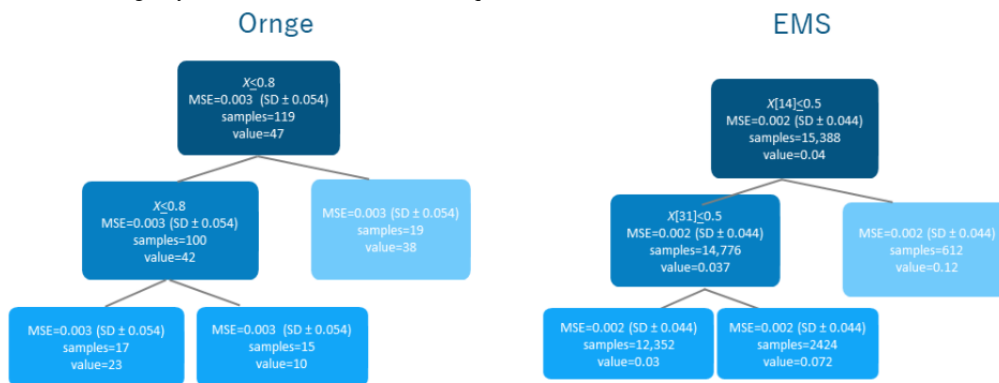 Ornge
X≤0.8
MSE=0.003 (SD ± 0.054)
samples=119
value=47
X≤0.8
MSE=0.003 (SD ± 0.054)
samples=100
value=42
MSE=0.003 (SD ± 0.054)
samples=19
value=38
MSE=0.003 (SD ± 0.054)
samples=17
value=23
MSE=0.003 (SD ± 0.054)
samples=15
value=10
EMS
X[14]≤0.5
MSE=0.002 (SD ± 0.044)
samples=15,388
value=0.04
X[31]≤0.5
MSE=0.002 (SD ± 0.044)
samples=14,776
value=0.037
MSE=0.002 (SD ± 0.044)
samples=612
value=0.12
MSE=0.002 (SD ± 0.044)
samples=12,352
value=0.03
MSE=0.002 (SD ± 0.044)
samples=2424
value=0.072